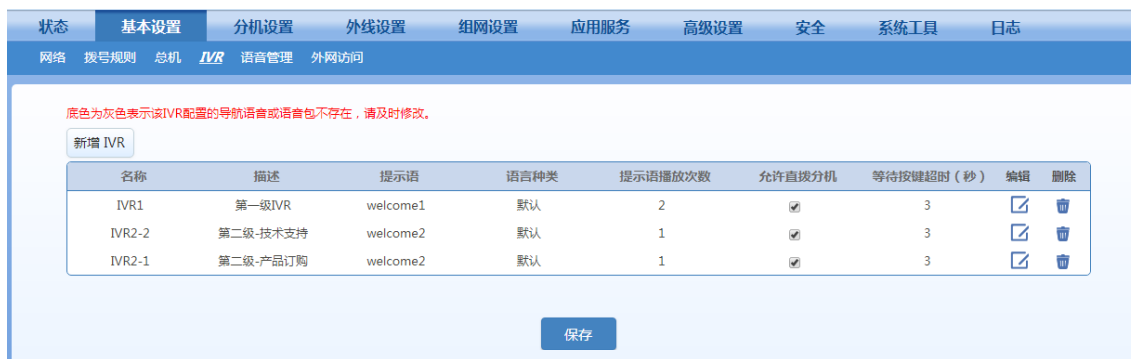 状态 基本设置 分机设置 外线设置 组网设置 应用服务 高级设置 安全 系统工具 日志
网络 拨号规则 总机 IVR 语音管理 外网访问
底色为灰色表示该IVR配置的导航语音或语音包不存在，请及时修改。
新增 IVR
名称 描述 提示语 语言种类 提示语播放次数 允许直拨分机 等待按键超时（秒） 编辑 删除
IVR1 第一级IVR welcome1 默认 2 3
IVR2-2 第二级-技术支持 welcome2 默认 1 3
IVR2-1 第二级-产品订购 welcome2 默认 1 3
保存